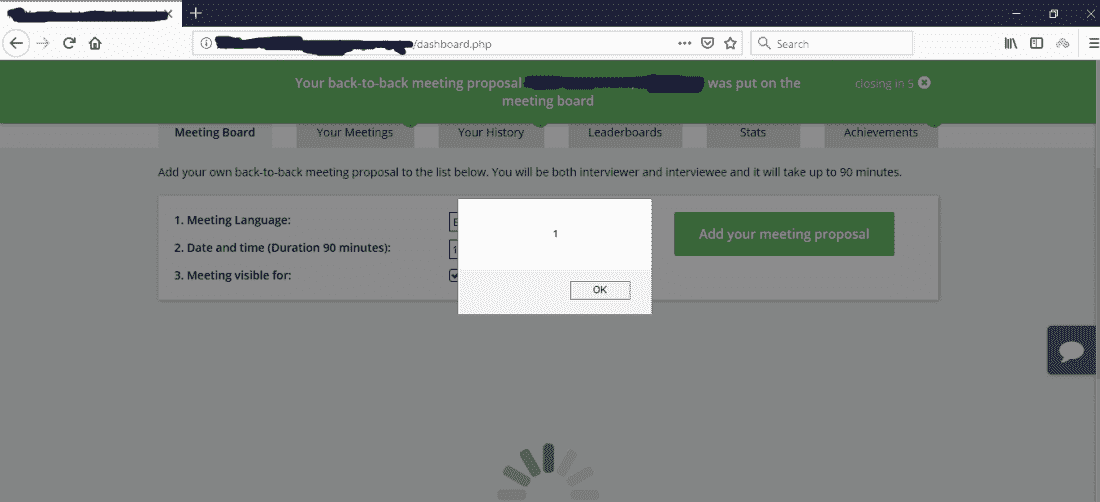 /dashboard.php
Search
Your back-to-back meeting proposal was put on the
meeting board
closing in 5
Meeting Board Your Meetings Your History Leaderboards Stats Achievements
Add your own back-to-back meeting proposal to the list below. You will be both interviewer and interviewee and it will take up to 90 minutes.
1. Meeting Language:
2. Date and time (Duration 90 minutes):
3. Meeting visible for:
Add your meeting proposal
1
OK